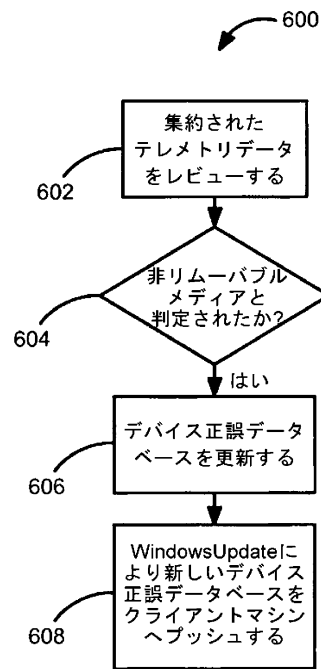 600
集約された
テレメトリデータ
をレビューする
602
非リムーバブル
メディアと
判定されたか?
604
はい
デバイス正誤データ
ベースを更新する
606
WindowsUpdateに
より新しいデバイス
正誤データベースを
クライアントマシン
へプッシュする
608